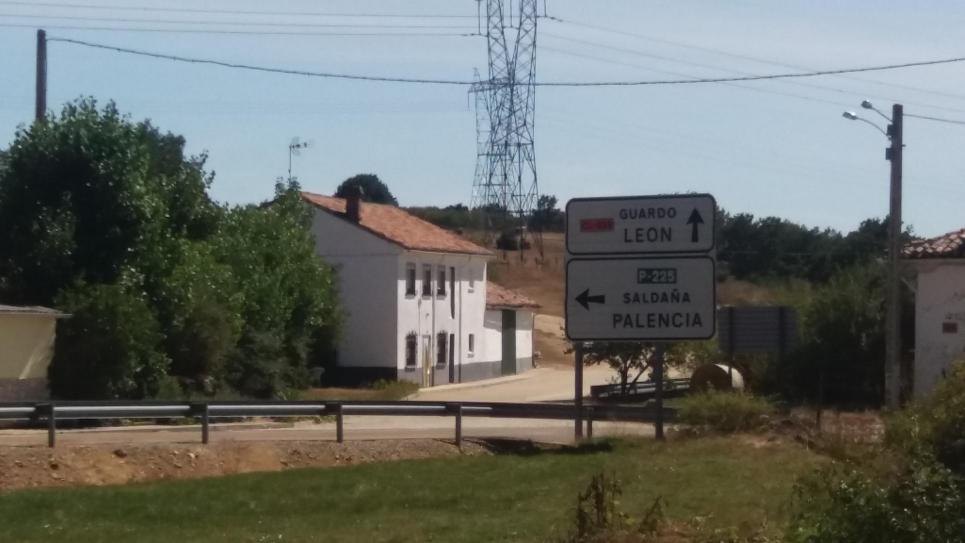 GUARDO
LEON
P-225
SALDAÑA
PALENCIA